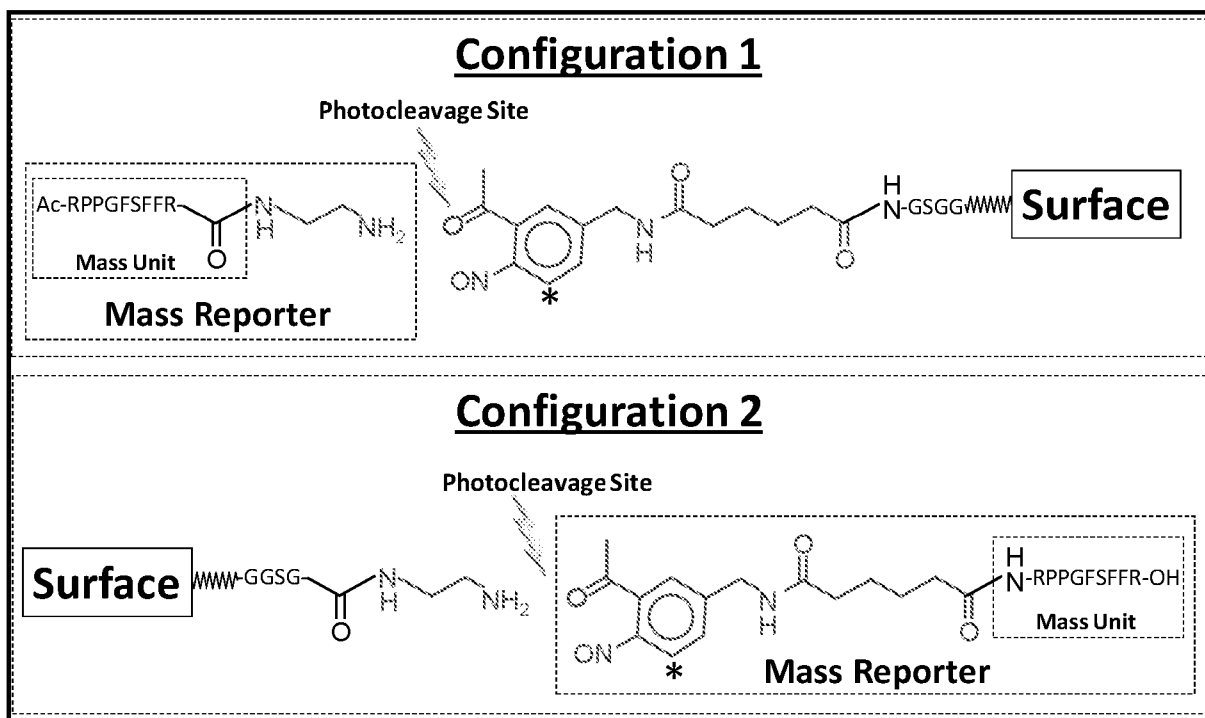 Configuration 1
Photocleavage Site
Ac-RPPGFSFFR
O
N
H
NH2
Mass Unit
Mass Reporter
O
ON
*
N
H
O
O
H
N
-GSGG
Surface
Configuration 2
Photocleavage Site
Surface
-GGSG
O
N
H
NH2
O
ON
*
N
H
O
O
H
N
-RPPGFSFFR-OH
Mass Unit
Mass Reporter